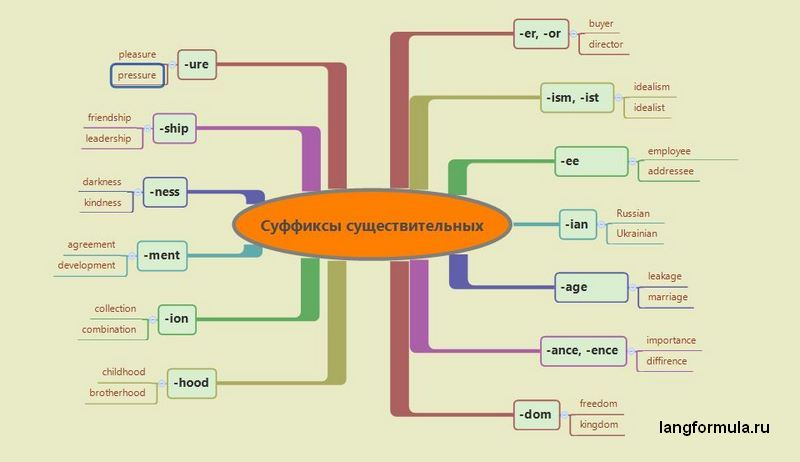 Суффиксы существительных
-ure
pleasure
pressure
-ship
friendship
leadership
-ness
darkness
kindness
-ment
agreement
development
-ion
collection
combination
-hood
childhood
brotherhood
-er, -or
buyer
director
-ism, -ist
idealism
idealist
-ee
employee
addressee
-ian
Russian
Ukrainian
-age
leakage
marriage
-ance, -ence
importance
diffirence
-dom
freedom
kingdom
langformula.ru